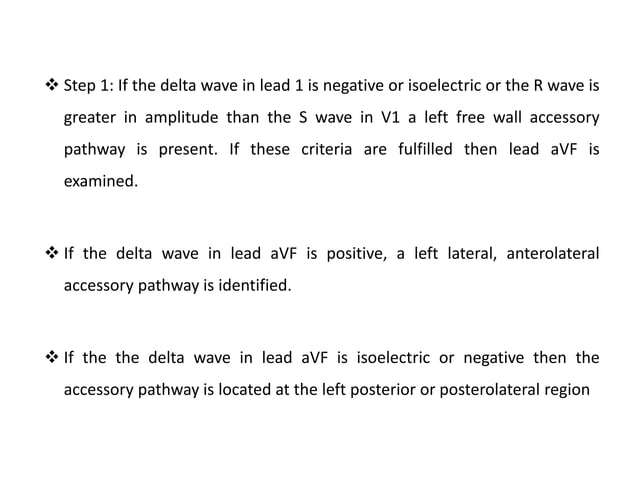 ❖ Step 1: If the delta wave in lead 1 is negative or isoelectric or the R wave is
greater in amplitude than the S wave in V1 a left free wall accessory
pathway is present. If these criteria are fulfilled then lead aVF is
examined.
❖ If the delta wave in lead aVF is positive, a left lateral, anterolateral
accessory pathway is identified.
❖ If the the delta wave in lead aVF is isoelectric or negative then the
accessory pathway is located at the left posterior or posterolateral region